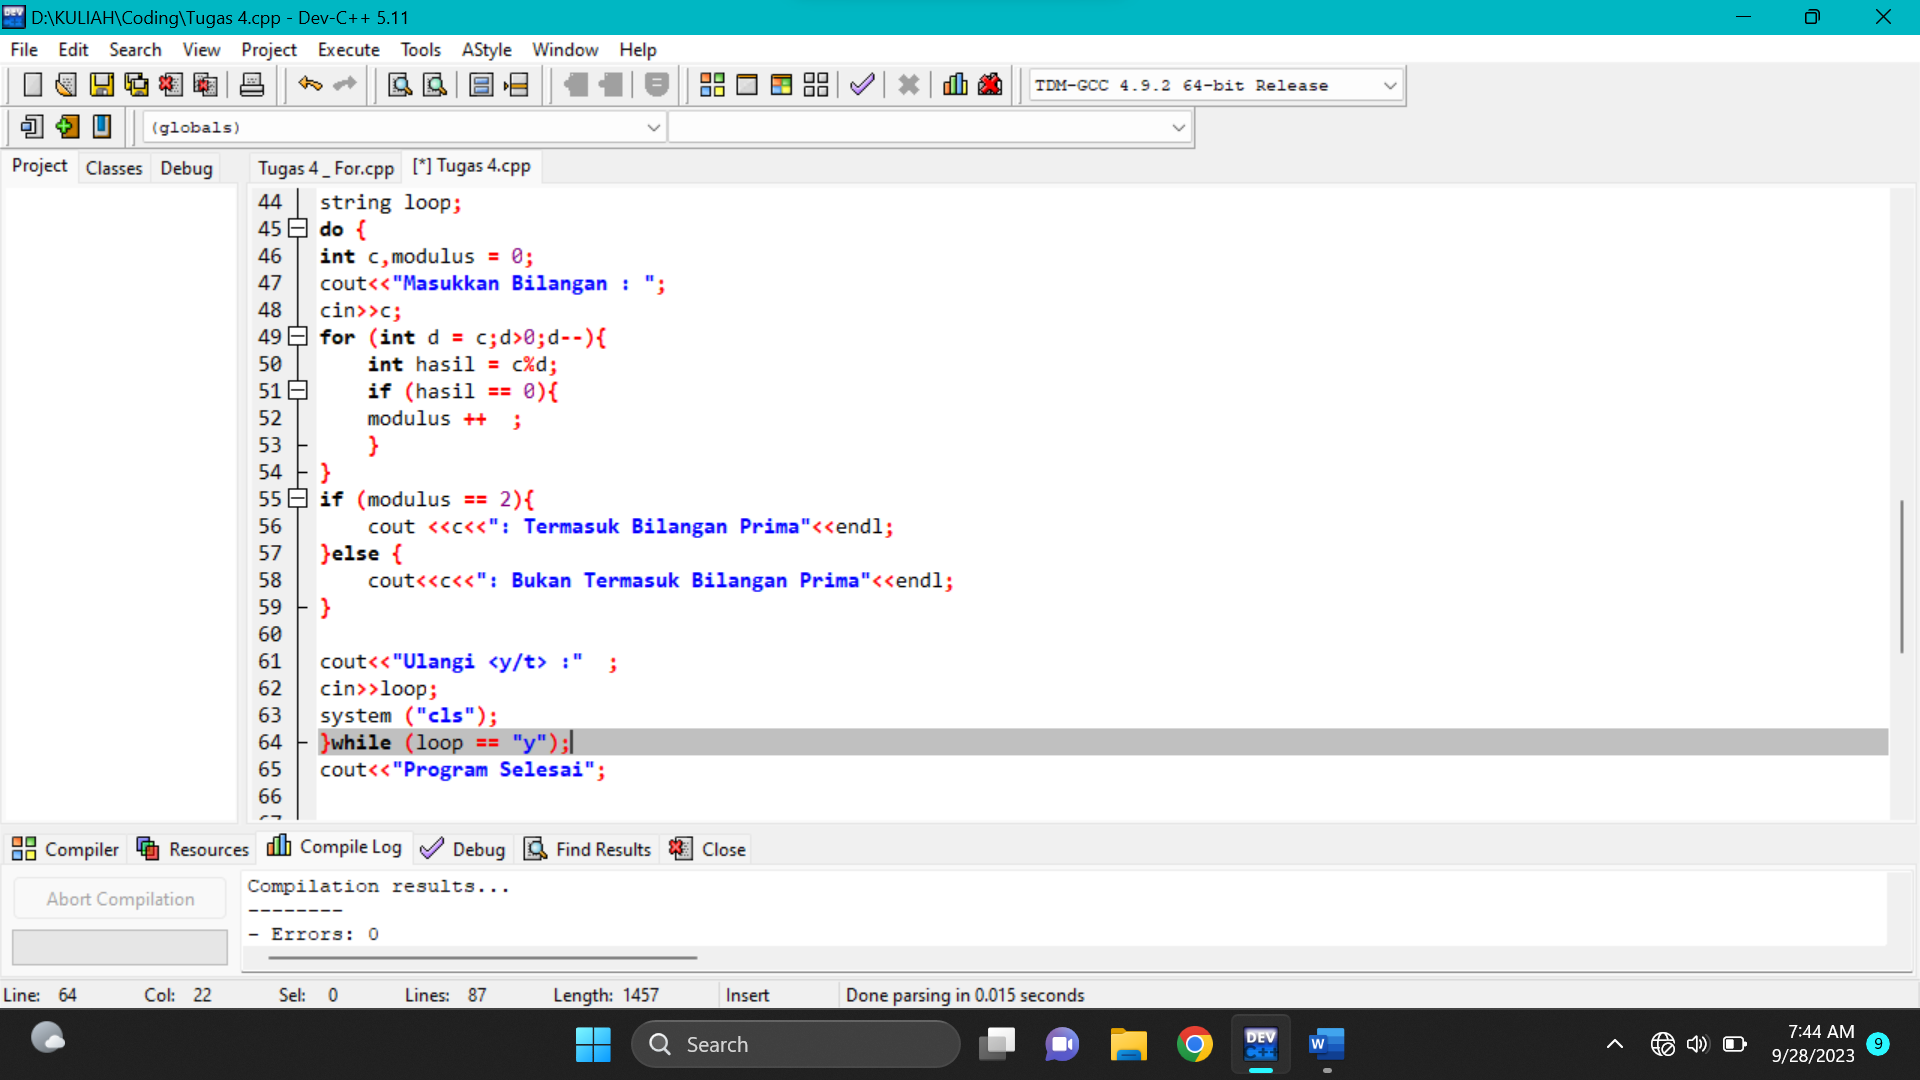 D:\KULIAH\Coding\Tugas 4.cpp - Dev-C++ 5.11
File Edit Search View Project Execute Tools AStyle Window Help
TDM-GCC 4.9.2 64-bit Release
(globals)
Project Classes Debug Tugas 4 _ For.cpp [*] Tugas 4.cpp
44 string loop;
45 do {
46 int c,modulus = 0;
47 cout<<"Masukkan Bilangan : ";
48 cin>>c;
49 for (int d = c;d>0;d--){
50 int hasil = c%d;
51 if (hasil == 0){
52 modulus ++  ;
53 }
54 }
55 if (modulus == 2){
56 cout <<c<<": Termasuk Bilangan Prima"<<endl;
57 }else {
58 cout<<c<<": Bukan Termasuk Bilangan Prima"<<endl;
59 }
60
61 cout<<"Ulangi <y/t> :"  ;
62 cin>>loop;
63 system ("cls");
64 }while (loop == "y");
65 cout<<"Program Selesai";
66
Compiler Resources Compile Log Debug Find Results Close
Abort Compilation
Compilation results...
--------
- Errors: 0
Line: 64 Col: 22 Sel: 0 Lines: 87 Length: 1457 Insert Done parsing in 0.015 seconds
Search
DEV C++
W
7:44 AM
9/28/2023
9